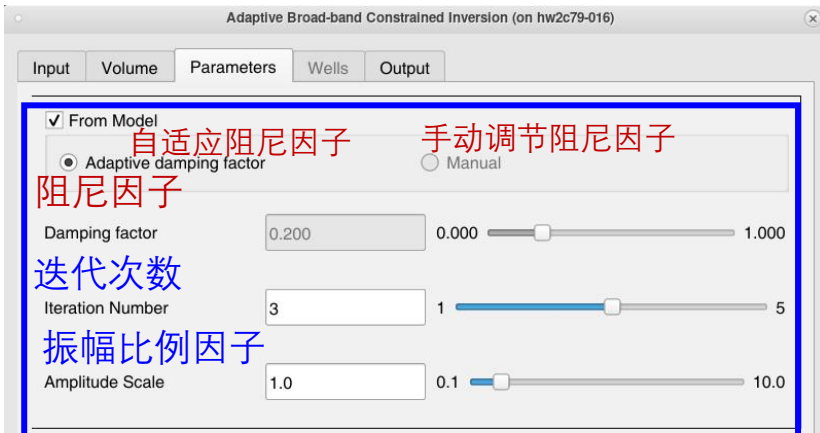 Adaptive Broad-band Constrained Inversion (on hw2c79-016)
Input Volume Parameters Wells Output
From Model
自适应阻尼因子 手动调节阻尼因子
Adaptive damping factor Manual
阻尼因子
Damping factor 0.200 0.000 1.000
迭代次数
Iteration Number 3 1 5
振幅比例因子
Amplitude Scale 1.0 0.1 10.0